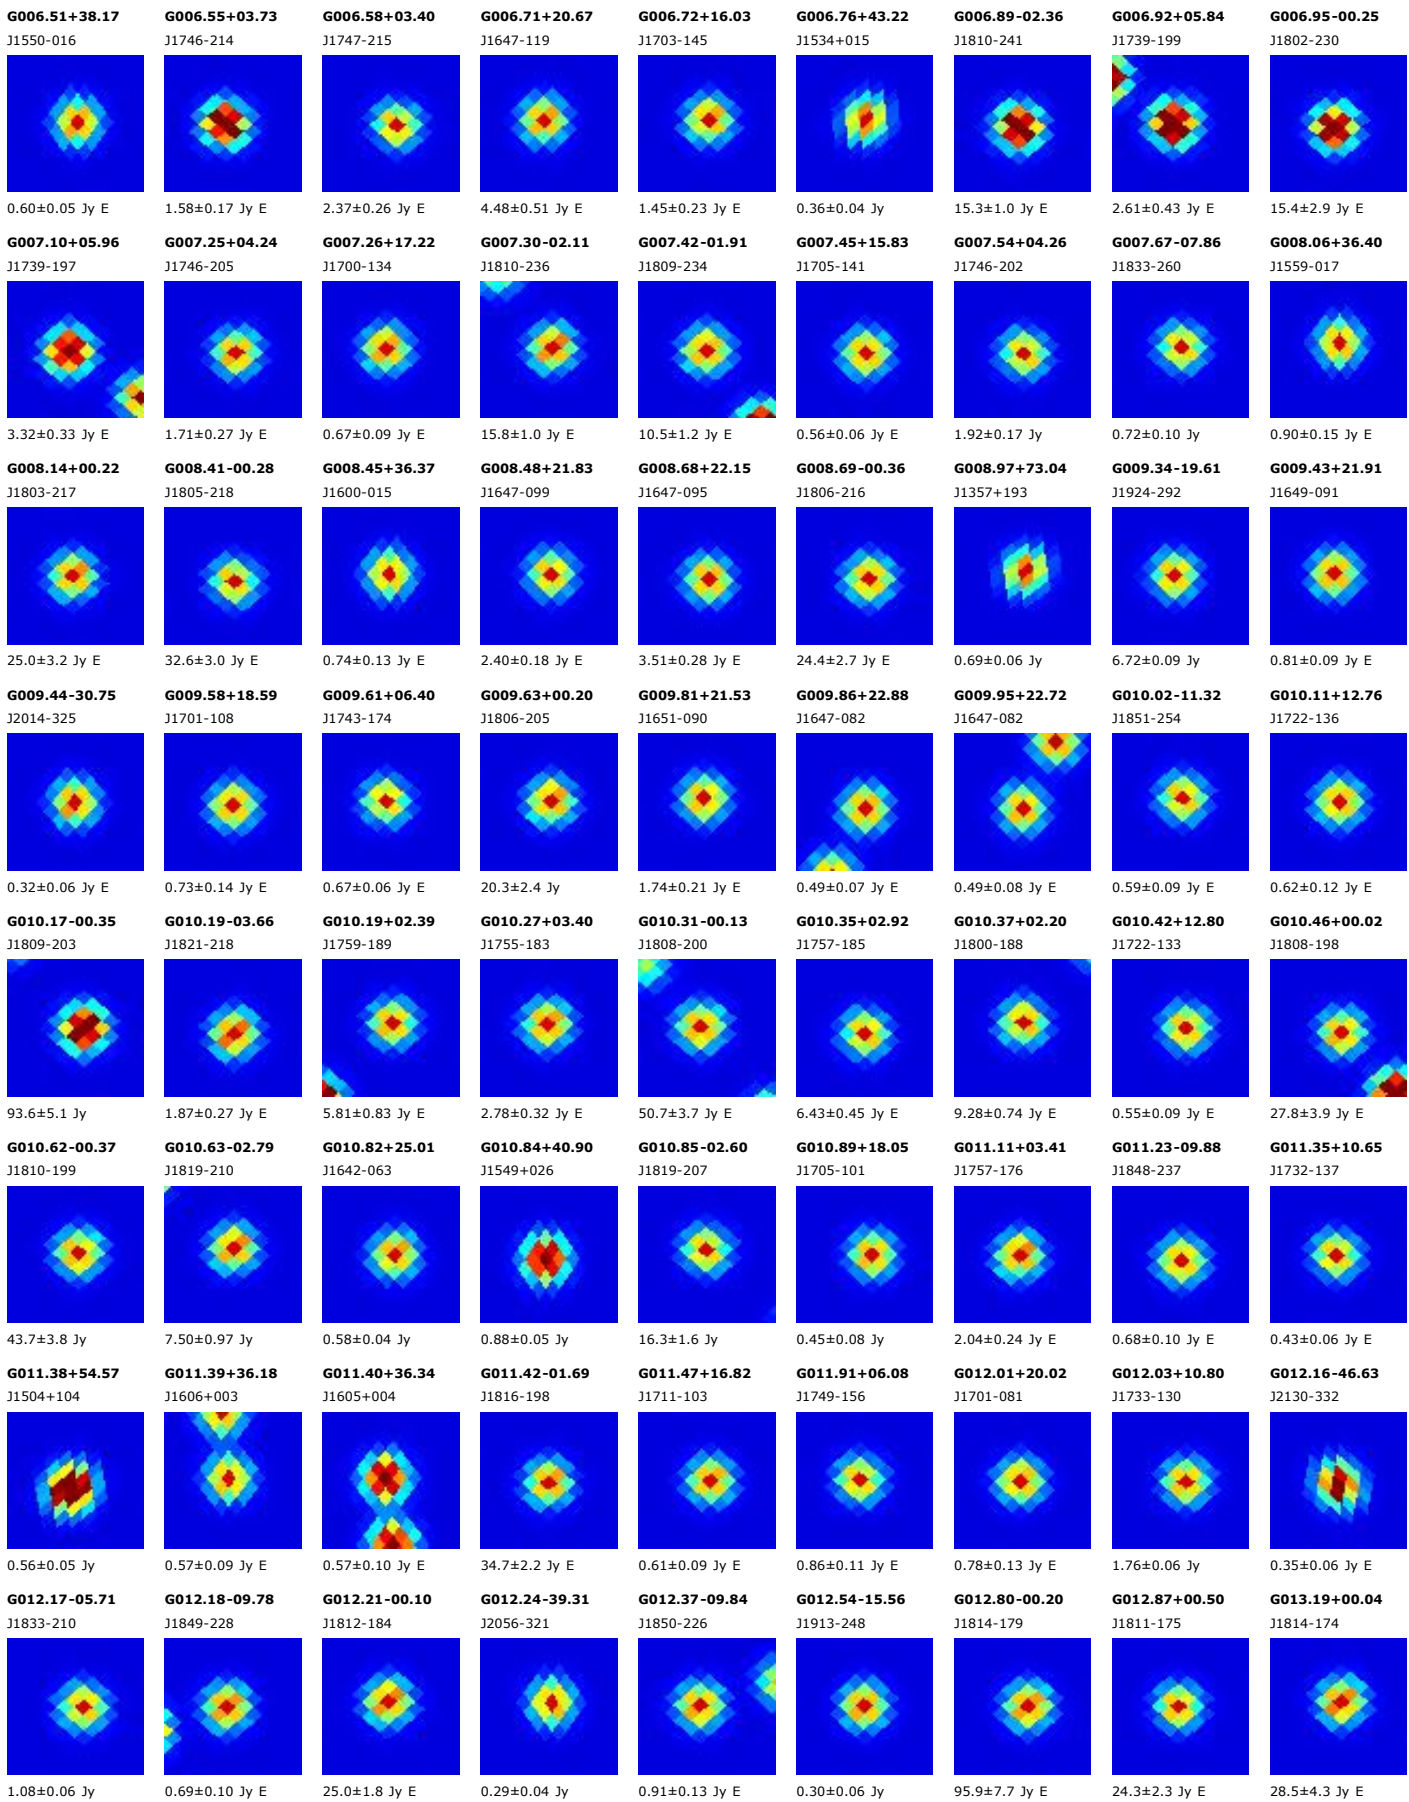 G006.51+38.17 G006.55+03.73 G006.58+03.40 G006.71+20.67 G006.72+16.03 G006.76+43.22 G006.89-02.36 G006.92+05.84 G006.95-00.25
J1550-016 J1746-214 J1747-215 J1647-119 J1703-145 J1534+015 J1810-241 J1739-199 J1802-230
0.60±0.05 Jy E 1.58±0.17 Jy E 2.37±0.26 Jy E 4.48±0.51 Jy E 1.45±0.23 Jy E 0.36±0.04 Jy 15.3±1.0 Jy E 2.61±0.43 Jy E 15.4±2.9 Jy E
G007.10+05.96 G007.25+04.24 G007.26+17.22 G007.30-02.11 G007.42-01.91 G007.45+15.83 G007.54+04.26 G007.67-07.86 G008.06+36.40
J1739-197 J1746-205 J1700-134 J1810-236 J1809-234 J1705-141 J1746-202 J1833-260 J1559-017
3.32±0.33 Jy E 1.71±0.27 Jy E 0.67±0.09 Jy E 15.8±1.0 Jy E 10.5±1.2 Jy E 0.56±0.06 Jy E 1.92±0.17 Jy 0.72±0.10 Jy 0.90±0.15 Jy E
G008.14+00.22 G008.41-00.28 G008.45+36.37 G008.48+21.83 G008.68+22.15 G008.69-00.36 G008.97+73.04 G009.34-19.61 G009.43+21.91
J1803-217 J1805-218 J1600-015 J1647-099 J1647-095 J1806-216 J1357+193 J1924-292 J1649-091
25.0±3.2 Jy E 32.6±3.0 Jy E 0.74±0.13 Jy E 2.40±0.18 Jy E 3.51±0.28 Jy E 24.4±2.7 Jy E 0.69±0.06 Jy 6.72±0.09 Jy 0.81±0.09 Jy E
G009.44-30.75 G009.58+18.59 G009.61+06.40 G009.63+00.20 G009.81+21.53 G009.86+22.88 G009.95+22.72 G010.02-11.32 G010.11+12.76
J2014-325 J1701-108 J1743-174 J1806-205 J1651-090 J1647-082 J1647-082 J1851-254 J1722-136
0.32±0.06 Jy E 0.73±0.14 Jy E 0.67±0.06 Jy E 20.3±2.4 Jy 1.74±0.21 Jy E 0.49±0.07 Jy E 0.49±0.08 Jy E 0.59±0.09 Jy E 0.62±0.12 Jy E
G010.17-00.35 G010.19-03.66 G010.19+02.39 G010.27+03.40 G010.31-00.13 G010.35+02.92 G010.37+02.20 G010.42+12.80 G010.46+00.02
J1809-203 J1821-218 J1759-189 J1755-183 J1808-200 J1757-185 J1800-188 J1722-133 J1808-198
93.6±5.1 Jy 1.87±0.27 Jy E 5.81±0.83 Jy E 2.78±0.32 Jy E 50.7±3.7 Jy E 6.43±0.45 Jy E 9.28±0.74 Jy E 0.55±0.09 Jy E 27.8±3.9 Jy E
G010.62-00.37 G010.63-02.79 G010.82+25.01 G010.84+40.90 G010.85-02.60 G010.89+18.05 G011.11+03.41 G011.23-09.88 G011.35+10.65
J1810-199 J1819-210 J1642-063 J1549+026 J1819-207 J1705-101 J1757-176 J1848-237 J1732-137
43.7±3.8 Jy 7.50±0.97 Jy 0.58±0.04 Jy 0.88±0.05 Jy 16.3±1.6 Jy 0.45±0.08 Jy 2.04±0.24 Jy E 0.68±0.10 Jy E 0.43±0.06 Jy E
G011.38+54.57 G011.39+36.18 G011.40+36.34 G011.42-01.69 G011.47+16.82 G011.91+06.08 G012.01+20.02 G012.03+10.80 G012.16-46.63
J1504+104 J1606+003 J1605+004 J1816-198 J1711-103 J1749-156 J1701-081 J1733-130 J2130-332
0.56±0.05 Jy 0.57±0.09 Jy E 0.57±0.10 Jy E 34.7±2.2 Jy E 0.61±0.09 Jy E 0.86±0.11 Jy E 0.78±0.13 Jy E 1.76±0.06 Jy 0.35±0.06 Jy E
G012.17-05.71 G012.18-09.78 G012.21-00.10 G012.24-39.31 G012.37-09.84 G012.54-15.56 G012.80-00.20 G012.87+00.50 G013.19+00.04
J1833-210 J1849-228 J1812-184 J2056-321 J1850-226 J1913-248 J1814-179 J1811-175 J1814-174
1.08±0.06 Jy 0.69±0.10 Jy E 25.0±1.8 Jy E 0.29±0.04 Jy 0.91±0.13 Jy E 0.30±0.06 Jy 95.9±7.7 Jy E 24.3±2.3 Jy E 28.5±4.3 Jy E